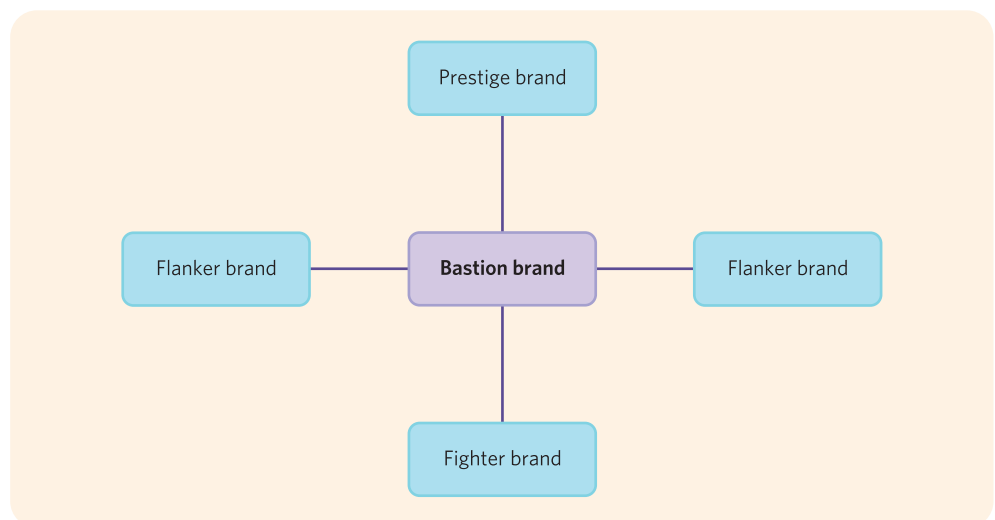 Prestige brand
Flanker brand
Bastion brand
Flanker brand
Fighter brand